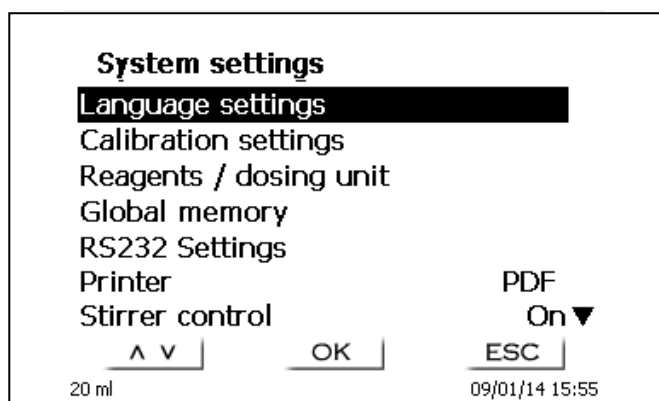 System settings
Language settings
Calibration settings
Reagents / dosing unit
Global memory
RS232 Settings
Printer PDF
Stirrer control On ▼
∧ ∨ OK ESC
20 ml 09/01/14 15:55